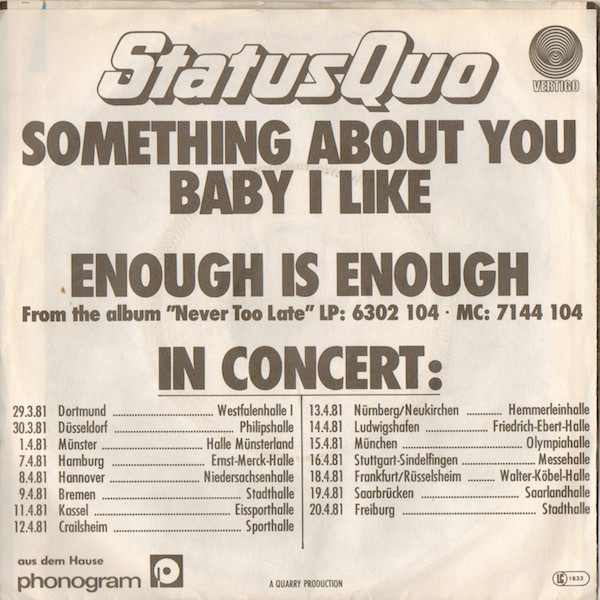 Status Quo
VERTIGO
SOMETHING ABOUT YOU
BABY I LIKE
ENOUGH IS ENOUGH
From the album "Never Too Late" LP: 6302 104 · MC: 7144 104
IN CONCERT:
29.3.81 Dortmund ........ Westfalenhalle I
30.3.81 Düsseldorf ........ Philipshalle
1.4.81 Münster ........ Halle Münsterland
7.4.81 Hamburg ........ Ernst-Merck-Halle
8.4.81 Hannover ........ Niedersachsenhalle
9.4.81 Bremen ........ Stadthalle
11.4.81 Kassel ........ Eissporthalle
12.4.81 Crailsheim ........ Sporthalle
13.4.81 Nürnberg/Neukirchen ........ Hemmerleinhalle
14.4.81 Ludwigshafen ........ Friedrich-Ebert-Halle
15.4.81 München ........ Olympiahalle
16.4.81 Stuttgart-Sindelfingen ........ Messehalle
18.4.81 Frankfurt/Rüsselsheim ........ Walter-Köbel-Halle
19.4.81 Saarbrücken ........ Saarlandhalle
20.4.81 Freiburg ........ Stadthalle
aus dem Hause
phonogram
A QUARRY PRODUCTION
LC 1633